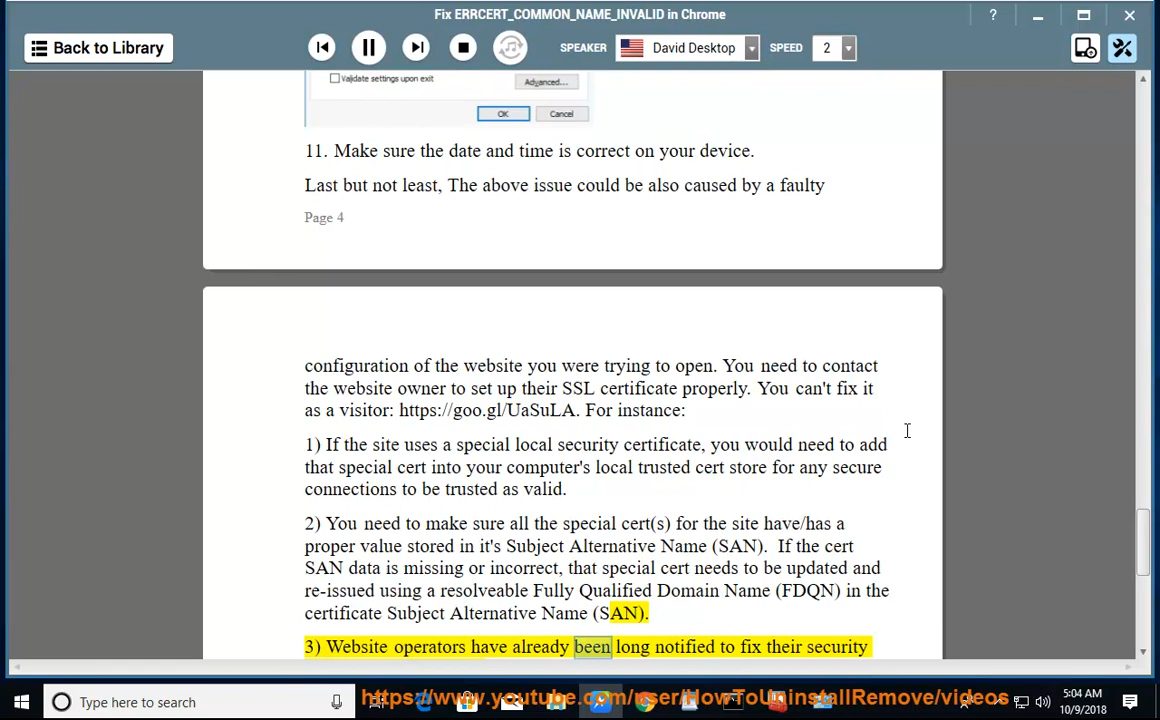 Fix ERRCERT_COMMON_NAME_INVALID in Chrome
?
Back to Library
SPEAKER
David Desktop
SPEED
2
Validate settings upon exit
Advanced...
OK
Cancel
11. Make sure the date and time is correct on your device.
Last but not least, The above issue could be also caused by a faulty
Page 4
configuration of the website you were trying to open. You need to contact
the website owner to set up their SSL certificate properly. You can't fix it
as a visitor: https://goo.gl/UaSuLA. For instance:
1) If the site uses a special local security certificate, you would need to add
that special cert into your computer's local trusted cert store for any secure
connections to be trusted as valid.
2) You need to make sure all the special cert(s) for the site have/has a
proper value stored in it's Subject Alternative Name (SAN). If the cert
SAN data is missing or incorrect, that special cert needs to be updated and
re-issued using a resolveable Fully Qualified Domain Name (FDQN) in the
certificate Subject Alternative Name (SAN).
3) Website operators have already been long notified to fix their security
Type here to search
https://www.youtube.com/user/HowToUninstallRemove/videos
5:04 AM
10/9/2018